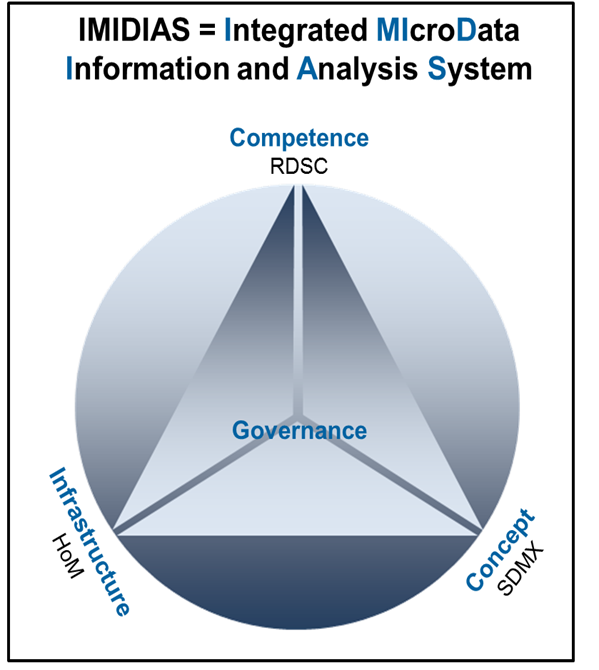 IMIDIAS = Integrated MIcroData
Information and Analysis System
Competence
RDSC
Governance
Infrastructure
HoM
Concept
SDMX